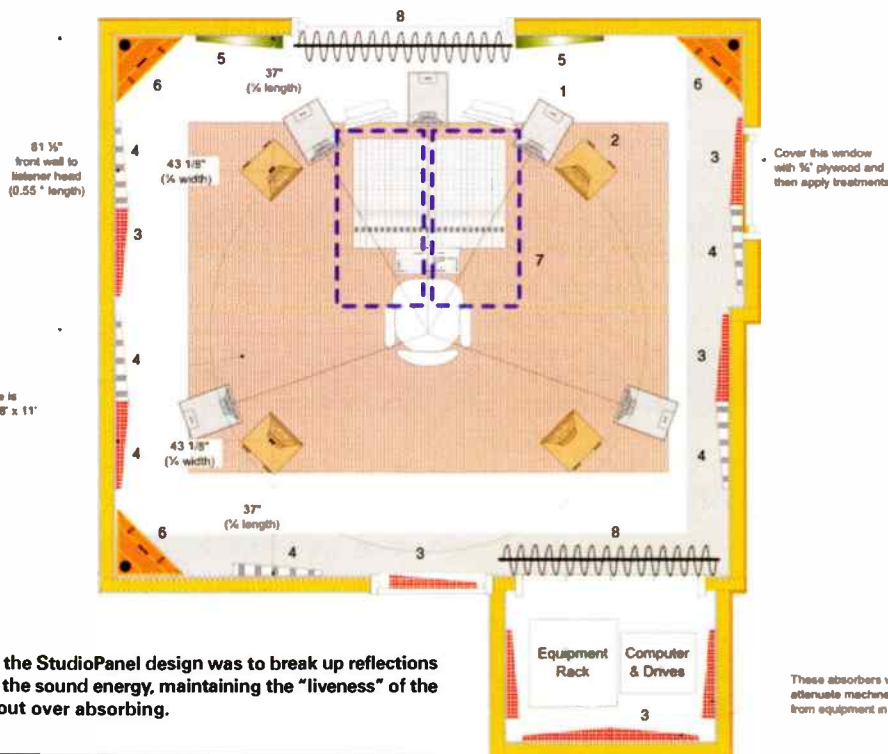 8
5
5
37"
(¼ length)
1
6
6
2
81 ½"
front wall to
listener head
(0.55 * length)
4
43 1/8"
(¼ width)
3
Cover this window
with ¾" plywood and
then apply treatments
3
4
7
4
3
is
8' x 11'
4
43 1/8"
(¼ width)
4
6
37"
(¼ length)
4
3
8
Equipment
Rack
Computer
& Drives
3
the StudioPanel design was to break up reflections
the sound energy, maintaining the "liveness" of the
out over absorbing.
These absorbers
attenuate machine
from equipment in